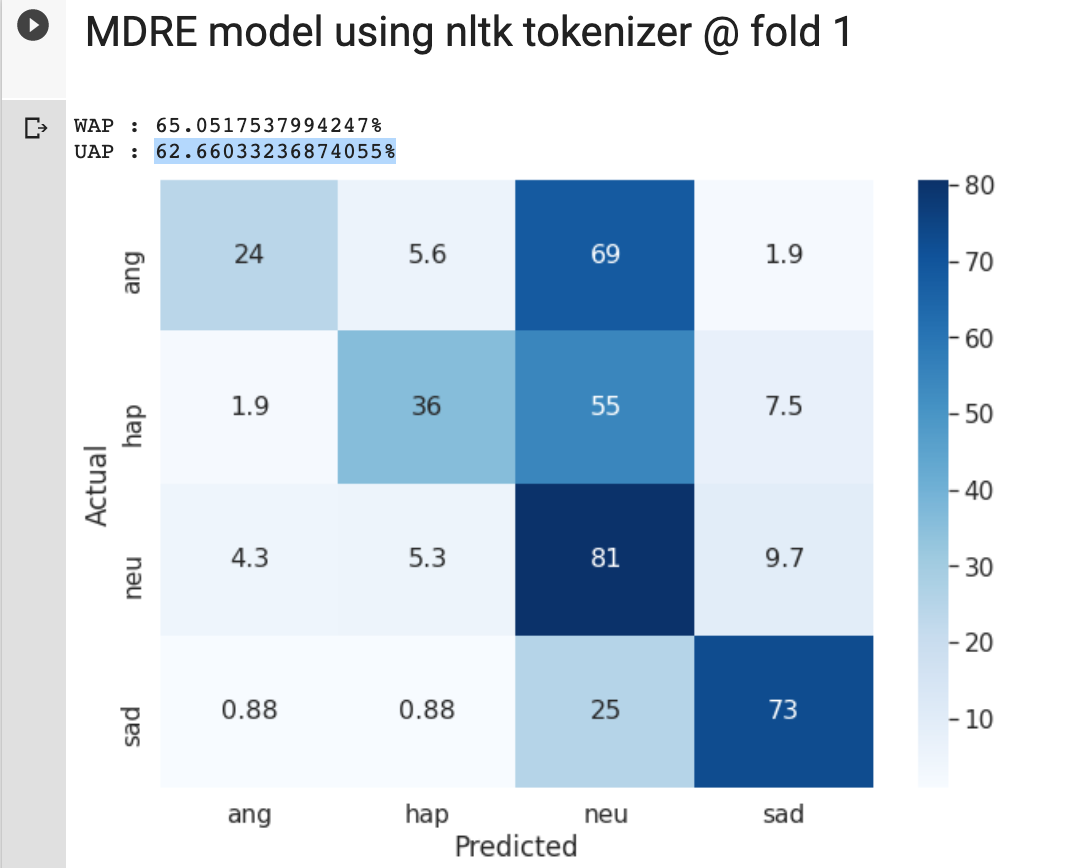 MDRE model using nltk tokenizer @ fold 1
WAP : 65.0517537994247%
UAP : 62.66033236874055%
80
ang 24 5.6 69 1.9
70
60
hap 1.9 36 55 7.5
50
Actual
40
neu 4.3 5.3 81 9.7
30
20
sad 0.88 0.88 25 73
10
ang hap neu sad
Predicted